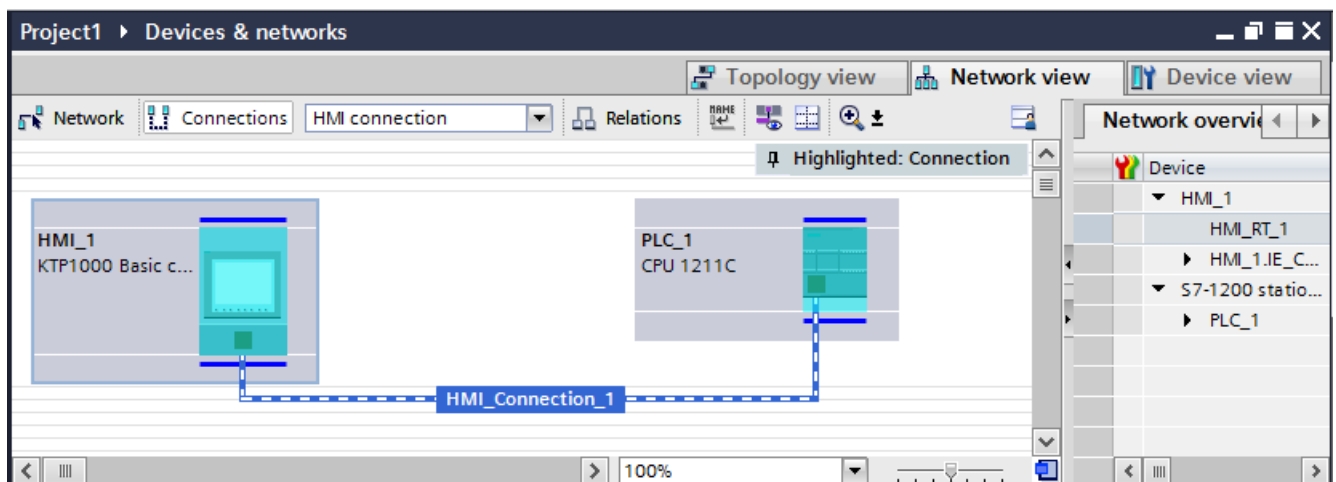 Project1 ▸ Devices & networks
Topology view Network view Device view
Network Connections HMI connection Relations Network overvie
Highlighted: Connection
Device
HMI_1
HMI_RT_1
HMI_1.IE_C...
S7-1200 statio...
PLC_1
HMI_1
KTP1000 Basic c...
PLC_1
CPU 1211C
HMI_Connection_1
100%